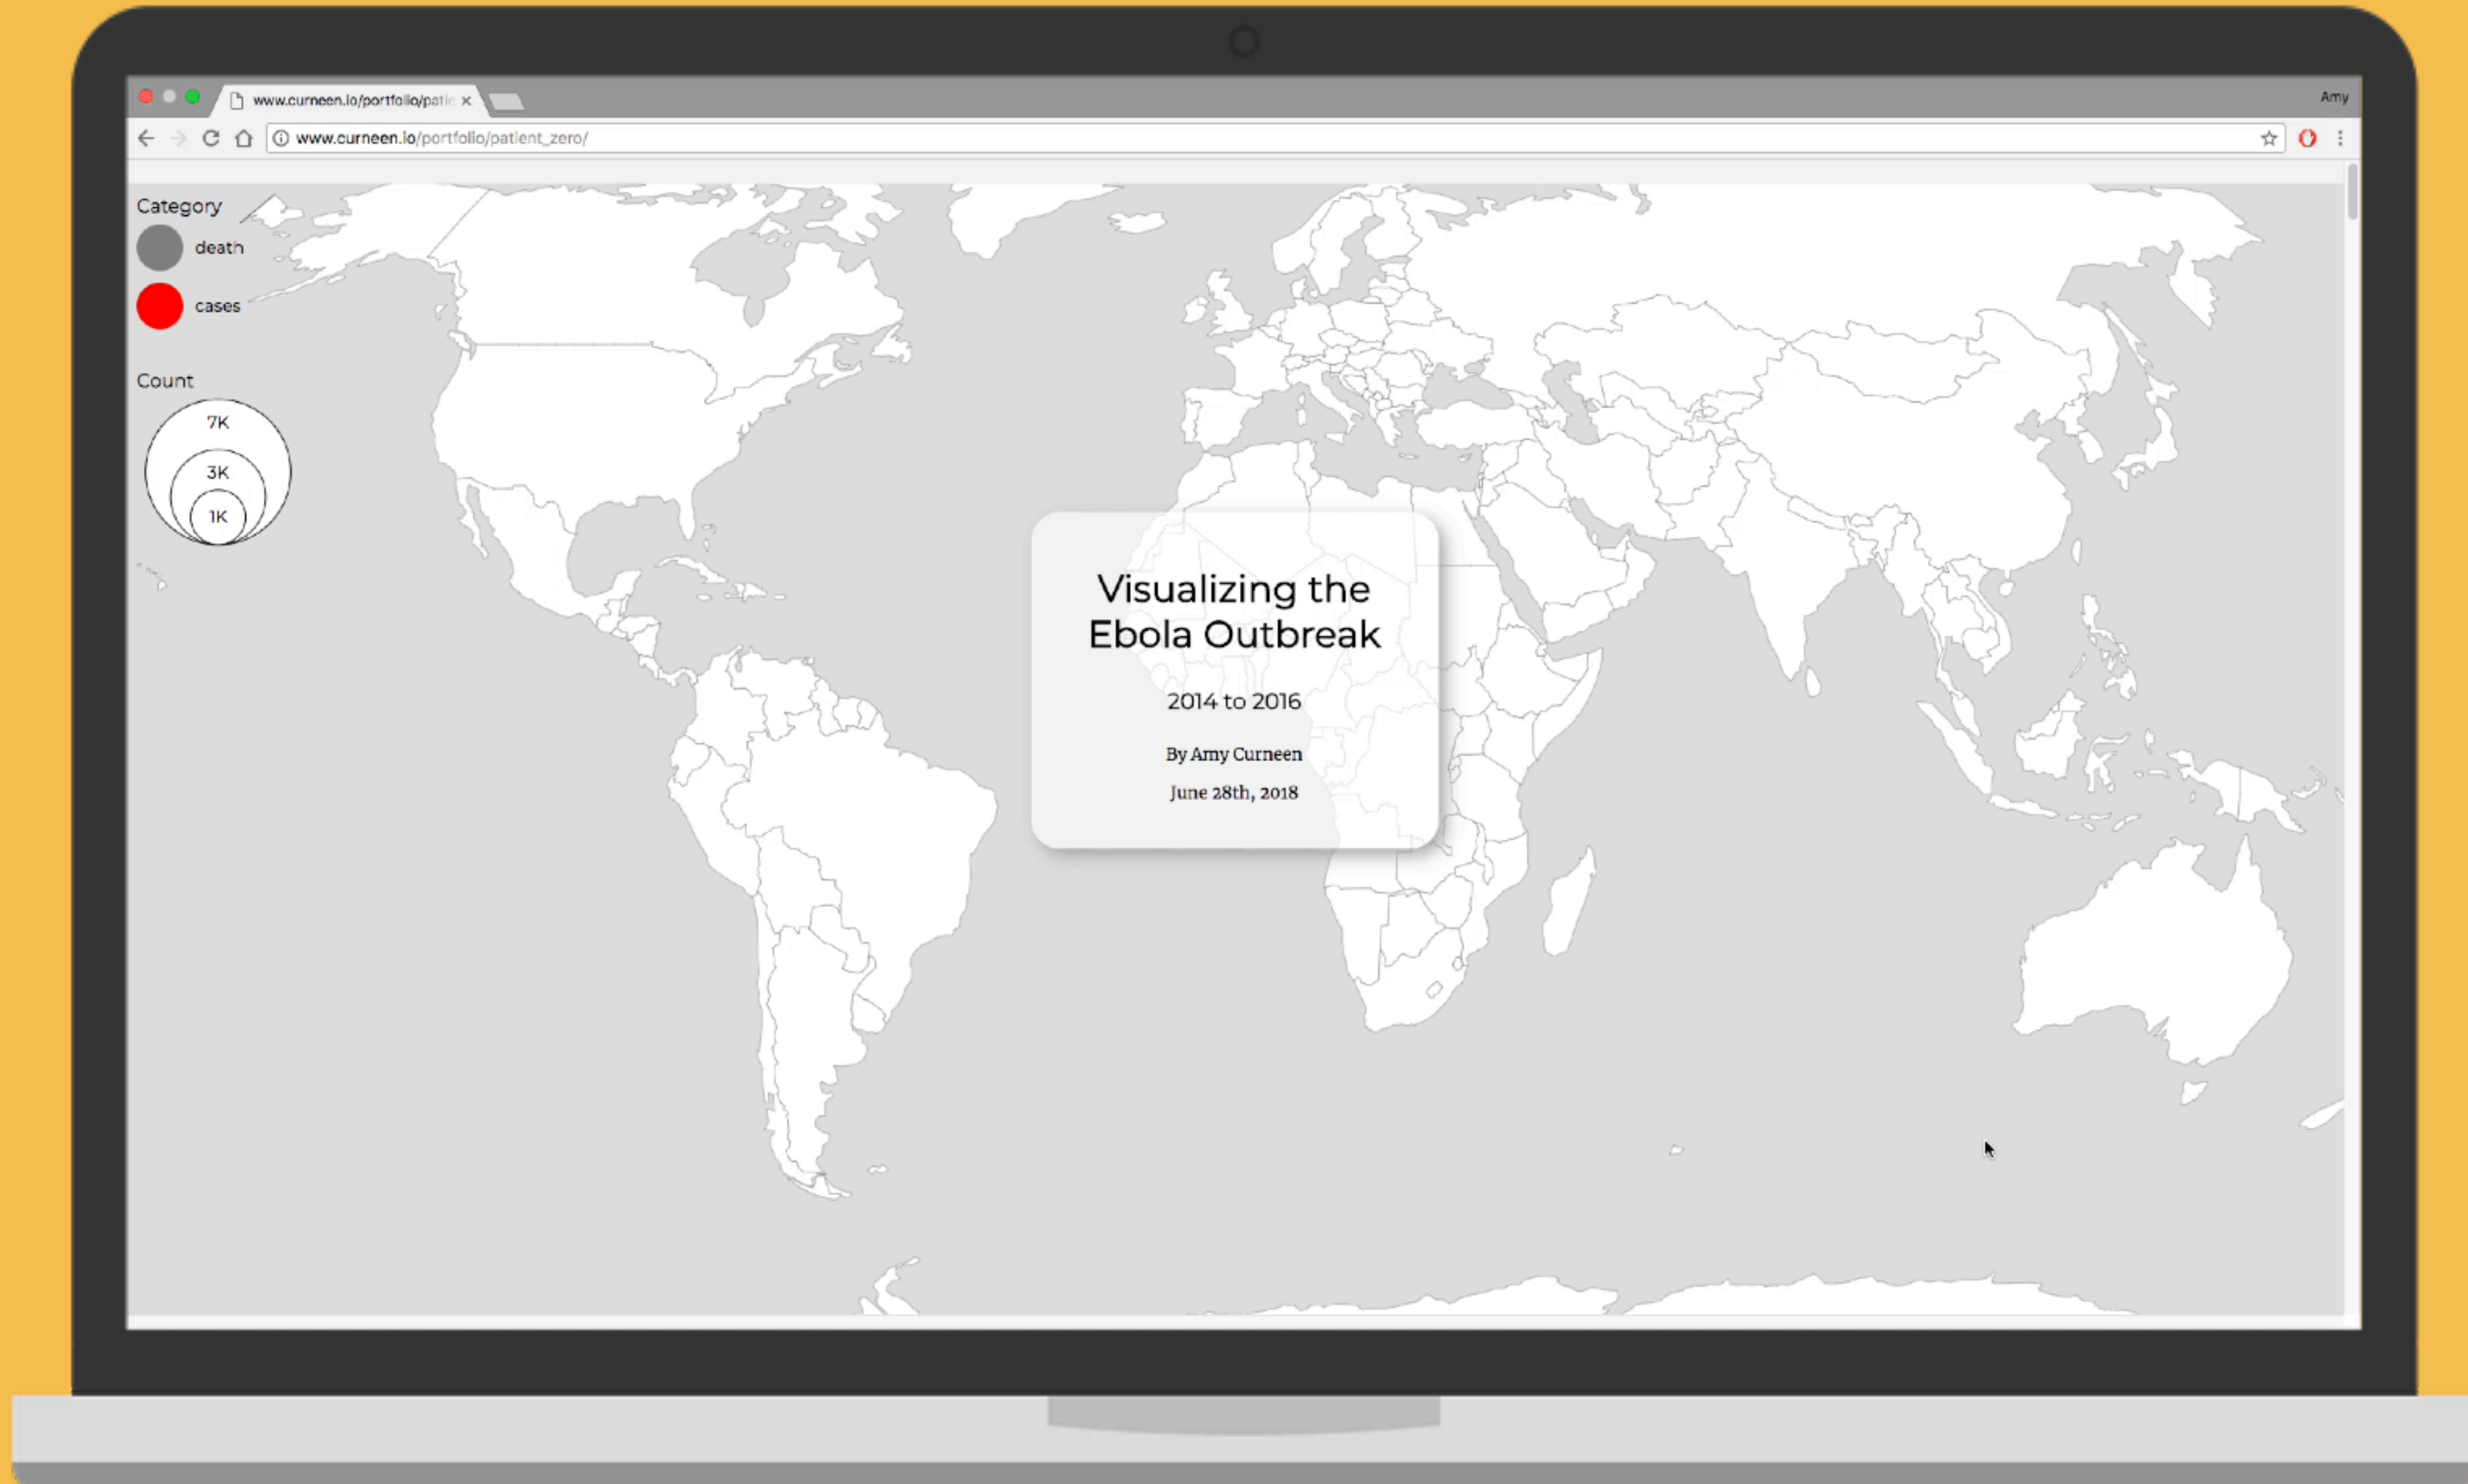 www.curneen.io/portfolio/patie
Amy
www.curneen.io/portfolio/patient_zero/
Category
death
cases
Count
7K
3K
1K
Visualizing the
Ebola Outbreak
2014 to 2016
By Amy Curneen
June 28th, 2018